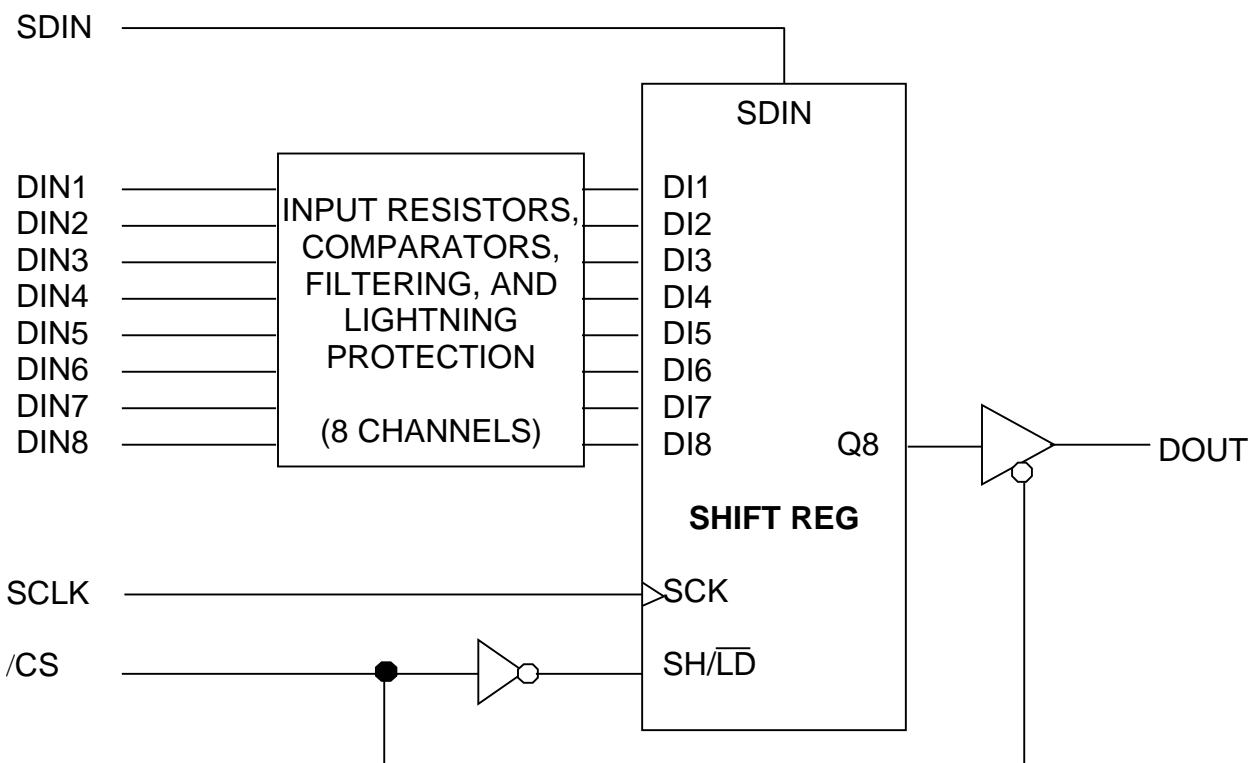 SDIN
SDIN
DIN1
DIN2
DIN3
DIN4
DIN5
DIN6
DIN7
DIN8
INPUT RESISTORS,
COMPARATORS,
FILTERING, AND
LIGHTNING
PROTECTION
(8 CHANNELS)
DI1
DI2
DI3
DI4
DI5
DI6
DI7
DI8
Q8
DOUT
SHIFT REG
SCLK
SCK
/CS
SH/L̅D̅